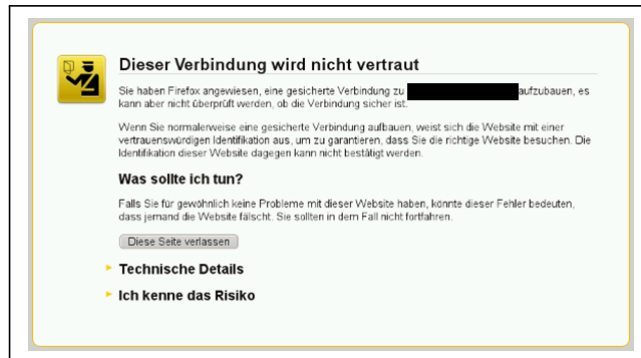 Dieser Verbindung wird nicht vertraut
Sie haben Firefox angewiesen, eine gesicherte Verbindung zu aufzubauen, es
kann aber nicht überprüft werden, ob die Verbindung sicher ist.
Wenn Sie normalerweise eine gesicherte Verbindung aufbauen, weist sich die Website mit einer
vertrauenswürdigen Identifikation aus, um zu garantieren, dass Sie die richtige Website besuchen. Die
Identifikation dieser Website dagegen kann nicht bestätigt werden.
Was sollte ich tun?
Falls Sie für gewöhnlich keine Probleme mit dieser Website haben, könnte dieser Fehler bedeuten,
dass jemand die Website fälscht. Sie sollten in dem Fall nicht fortfahren.
Diese Seite verlassen
Technische Details
Ich kenne das Risiko